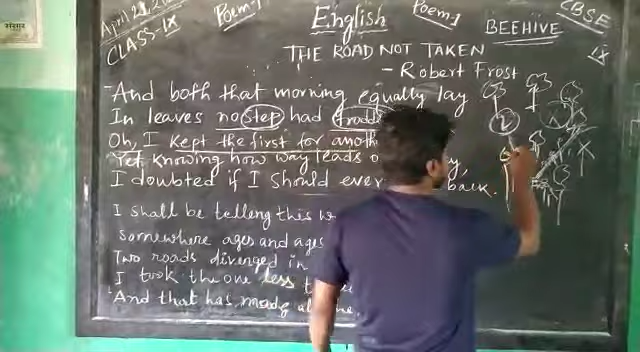 संसार
April 21, 20
Poem-1
English
Poem-1
CBSE
CLASS-IX
BEEHIVE
IX
THE ROAD NOT TAKEN
- Robert Frost
And both that morning equally lay
In leaves no step had trodd
Oh, I kept the first for anoth
Yet knowing how way leads o
I doubted if I should ever back.
I shall be telling this w
Somewhere ages and ages
Two roads diverged in
I took the one less t
And that has made al